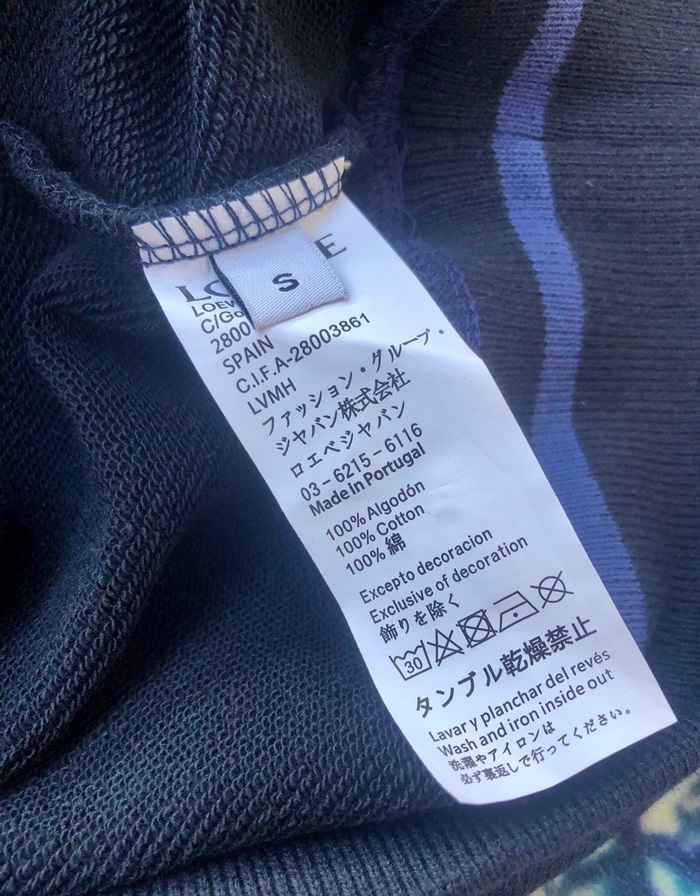 S
C.I.F.A-28003861
SPAIN
LVMH
ファッション・グループ・
ジャパン株式会社
ロエベジャパン
03-6215-6116
Made in Portugal
100% Algodón
100% Cotton
100% 綿
Excepto decoracion
Exclusive of decoration
飾りを除く
30
タンブル乾燥禁止
Lavar y planchar del revés
Wash and iron inside out
洗濯やアイロンは
必ず裏返しで行ってください。